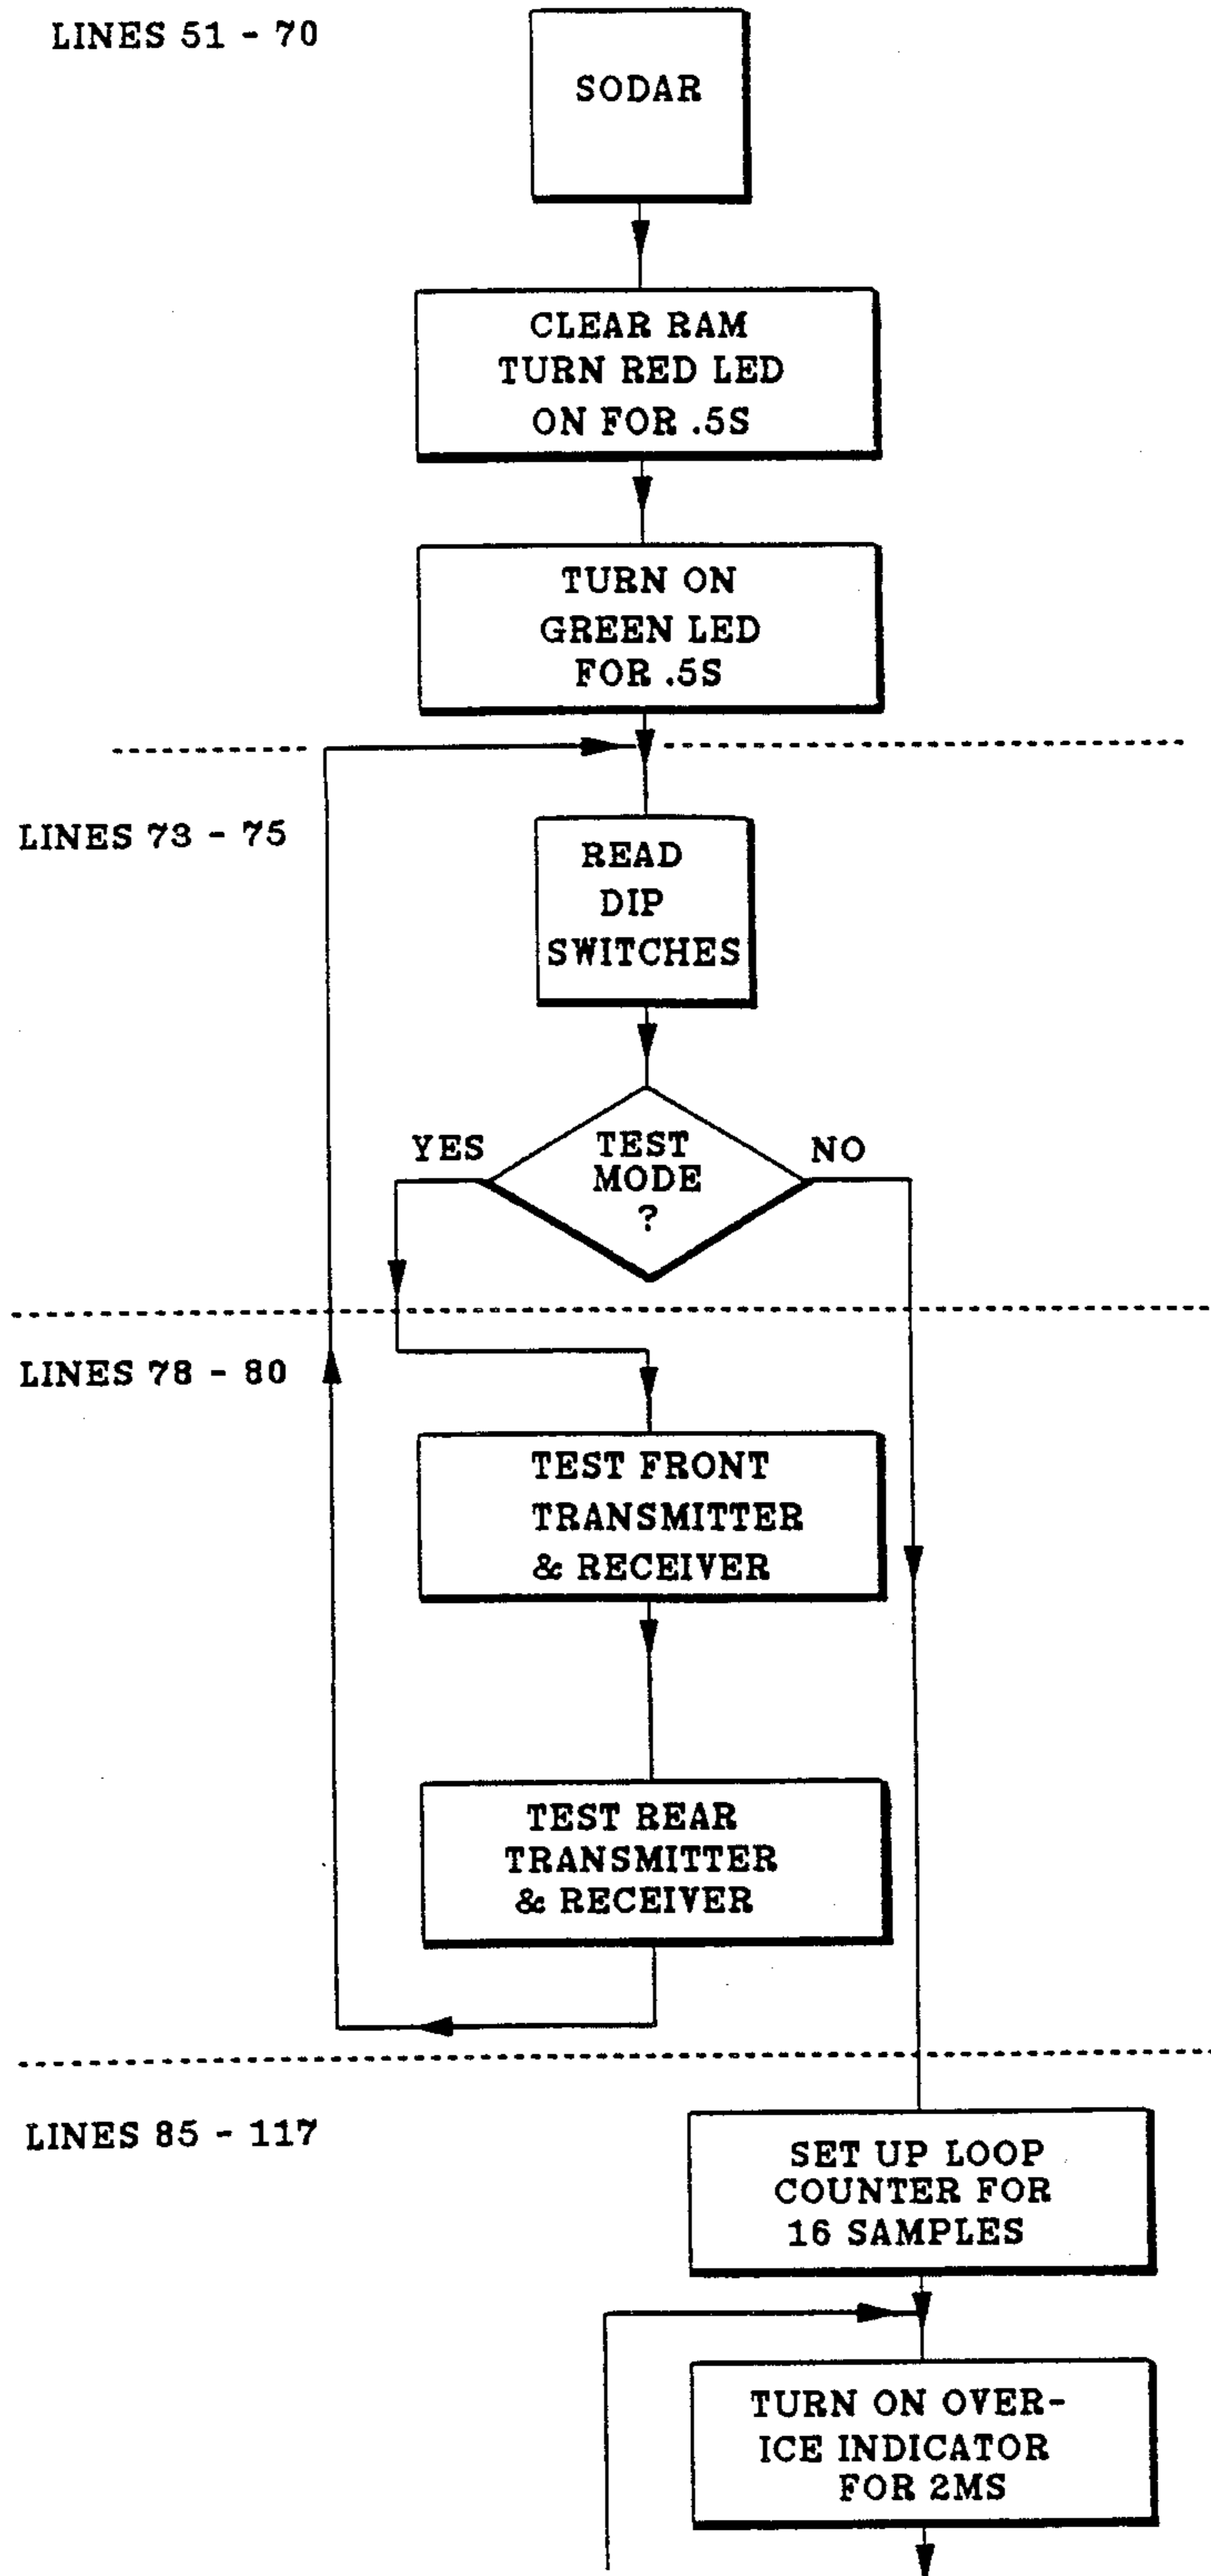 LINES 51 - 70
SODAR
CLEAR RAM
TURN RED LED
ON FOR .5S
TURN ON
GREEN LED
FOR .5S
LINES 73 - 75
READ
DIP
SWITCHES
YES
TEST
MODE
?
NO
LINES 78 - 80
TEST FRONT
TRANSMITTER
& RECEIVER
TEST REAR
TRANSMITTER
& RECEIVER
LINES 85 - 117
SET UP LOOP
COUNTER FOR
16 SAMPLES
TURN ON OVER-
ICE INDICATOR
FOR 2MS